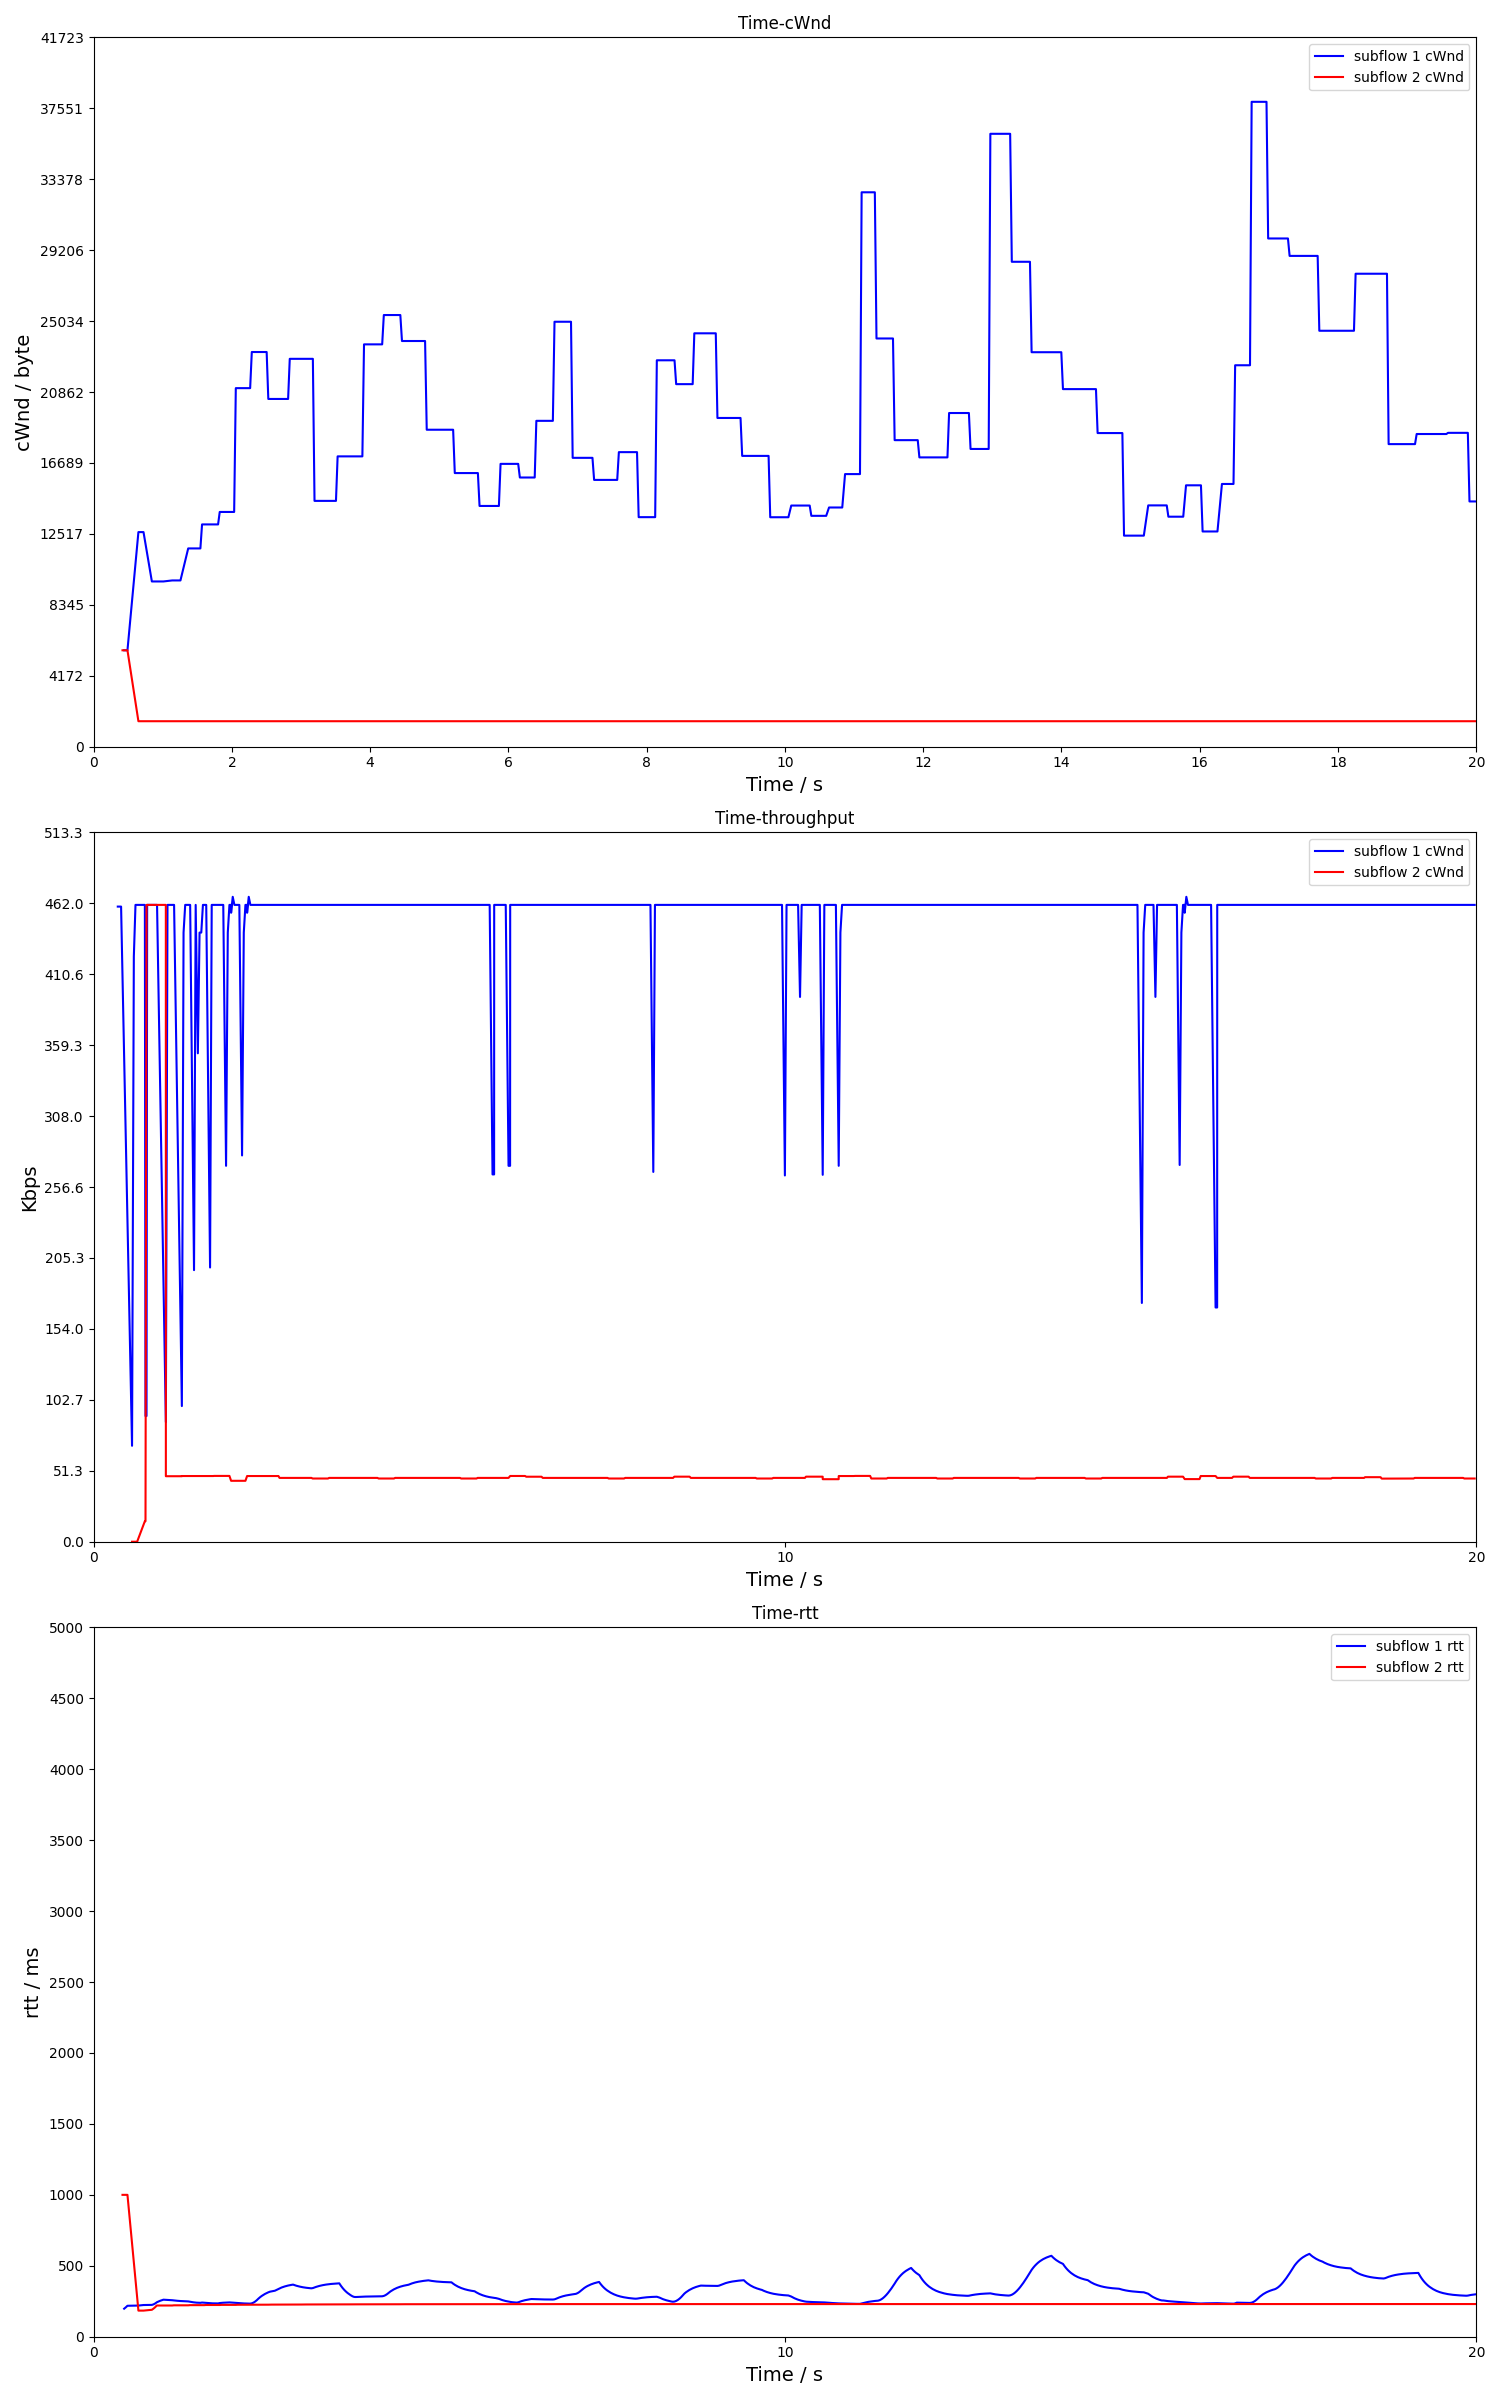 Time-cWnd
41723
37551
33378
29206
25034
20862
16689
12517
8345
4172
0
cWnd / byte
subflow 1 cWnd
subflow 2 cWnd
0 2 4 6 8 10 12 14 16 18 20
Time / s
Time-throughput
513.3
462.0
410.6
359.3
308.0
256.6
205.3
154.0
102.7
51.3
0.0
Kbps
subflow 1 cWnd
subflow 2 cWnd
0 10 20
Time / s
Time-rtt
5000
4500
4000
3500
3000
2500
2000
1500
1000
500
0
rtt / ms
subflow 1 rtt
subflow 2 rtt
0 10 20
Time / s